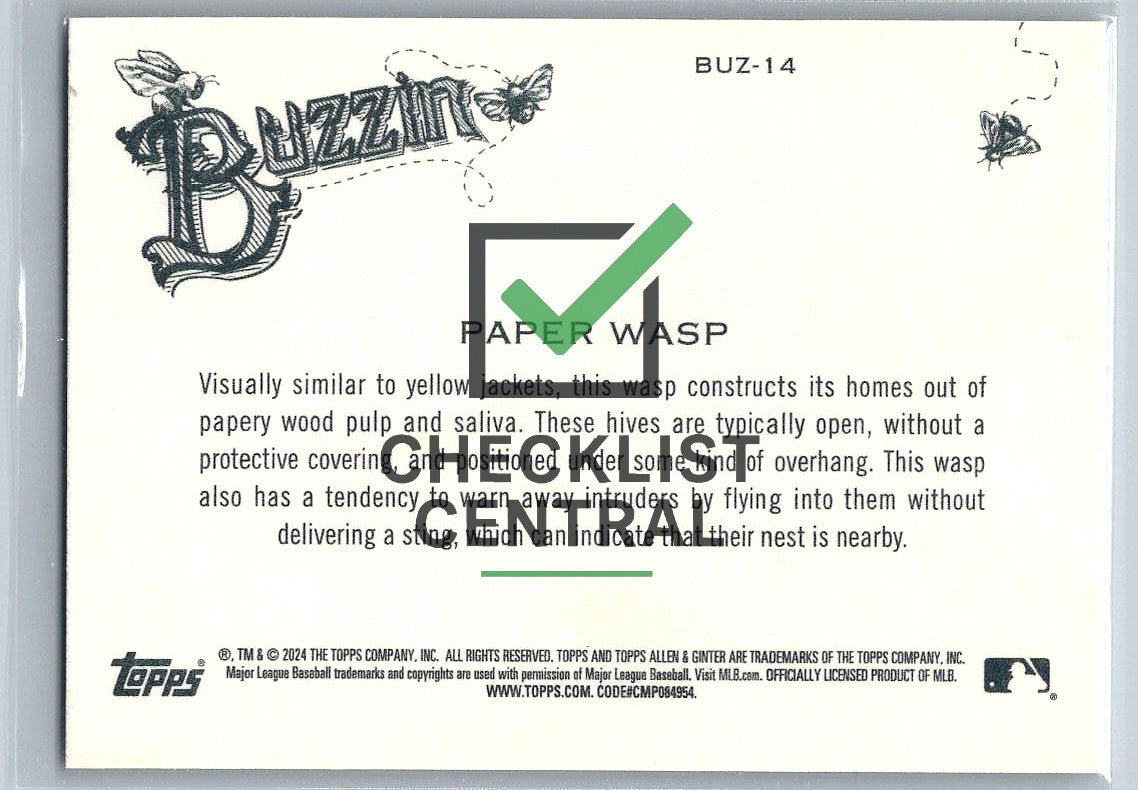 Buzzin
BUZ-14
PAPER WASP
Visually similar to yellow jackets, this wasp constructs its homes out of
papery wood pulp and saliva. These hives are typically open, without a
protective covering, and positioned under some kind of overhang. This wasp
also has a tendency to warn away intruders by flying into them without
delivering a sting, which can indicate that their nest is nearby.
CHECKLIST
CENTRAL
topps®
®, TM & © 2024 THE TOPPS COMPANY, INC. ALL RIGHTS RESERVED. TOPPS AND TOPPS ALLEN & GINTER ARE TRADEMARKS OF THE TOPPS COMPANY, INC.
Major League Baseball trademarks and copyrights are used with permission of Major League Baseball. Visit MLB.com. OFFICIALLY LICENSED PRODUCT OF MLB.
WWW.TOPPS.COM. CODE#CMP084954.
®